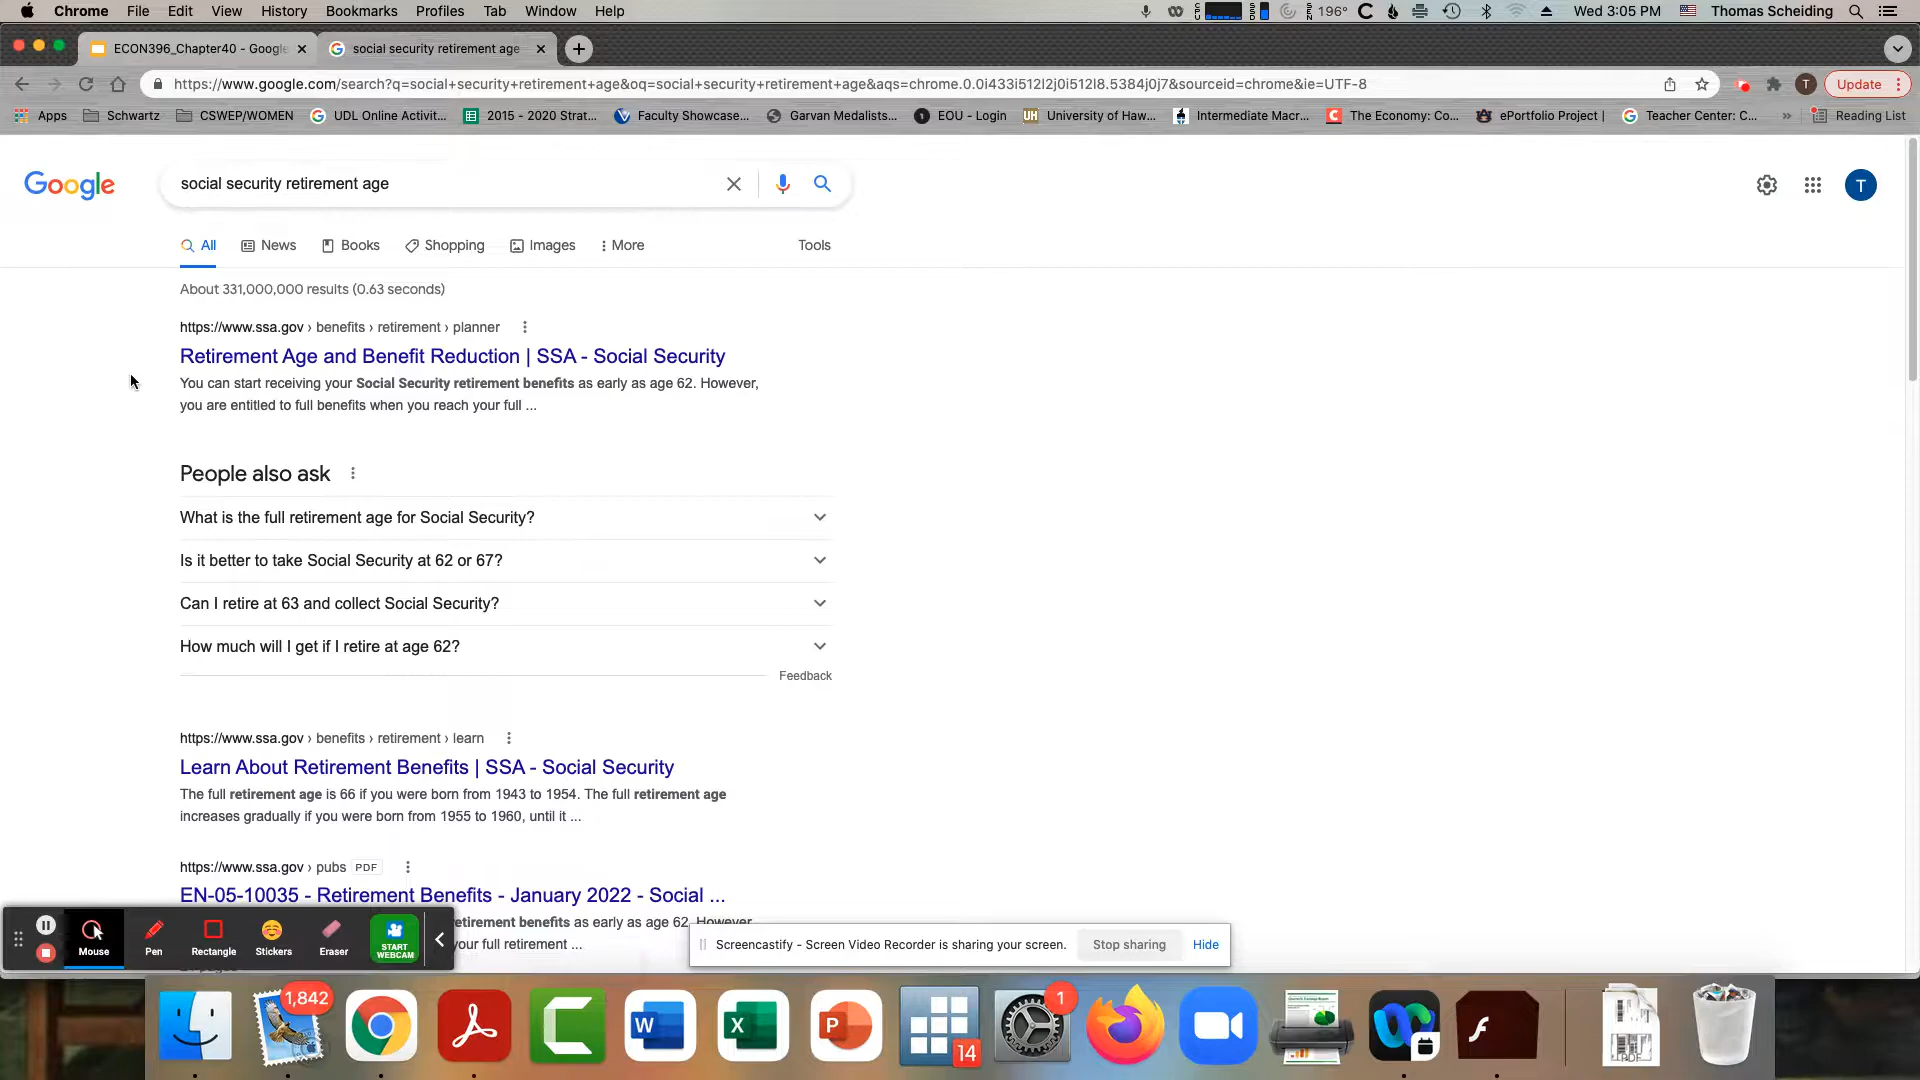 Chrome File Edit View History Bookmarks Profiles Tab Window Help 196° Wed 3:05 PM Thomas Scheiding
ECON396_Chapter40 - Google social security retirement age
https://www.google.com/search?q=social+security+retirement+age&oq=social+security+retirement+age&aqs=chrome.0.0i433i512l2j0i512l8.5384j0j7&sourceid=chrome&ie=UTF-8 T Update
Apps Schwartz CSWEP/WOMEN UDL Online Activit... 2015 - 2020 Strat... Faculty Showcase... Garvan Medalists... EOU - Login University of Haw... Intermediate Macr... The Economy: Co... ePortfolio Project | Teacher Center: C... » Reading List
Google social security retirement age T
All News Books Shopping Images More Tools
About 331,000,000 results (0.63 seconds)
https://www.ssa.gov › benefits › retirement › planner
Retirement Age and Benefit Reduction | SSA - Social Security
You can start receiving your Social Security retirement benefits as early as age 62. However,
you are entitled to full benefits when you reach your full ...
People also ask
What is the full retirement age for Social Security?
Is it better to take Social Security at 62 or 67?
Can I retire at 63 and collect Social Security?
How much will I get if I retire at age 62?
Feedback
https://www.ssa.gov › benefits › retirement › learn
Learn About Retirement Benefits | SSA - Social Security
The full retirement age is 66 if you were born from 1943 to 1954. The full retirement age
increases gradually if you were born from 1955 to 1960, until it ...
https://www.ssa.gov › pubs PDF
EN-05-10035 - Retirement Benefits - January 2022 - Social ...
etirement benefits as early as age 62. However
your full retirement ...
Mouse Pen Rectangle Stickers Eraser START WEBCAM
Screencastify - Screen Video Recorder is sharing your screen. Stop sharing Hide
1,842 W X P 14 1